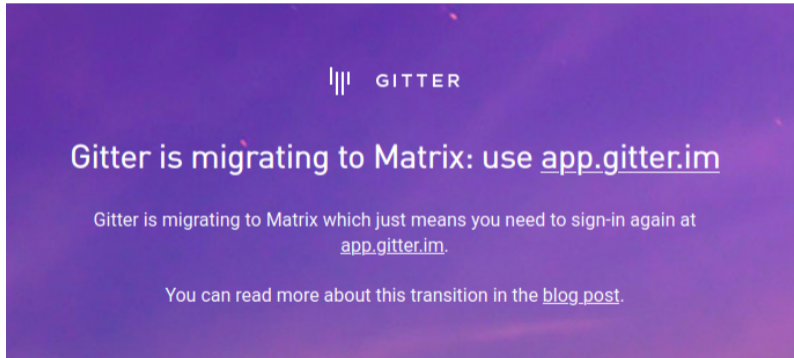 GITTER
Gitter is migrating to Matrix: use app.gitter.im
Gitter is migrating to Matrix which just means you need to sign-in again at
app.gitter.im.
You can read more about this transition in the blog post.